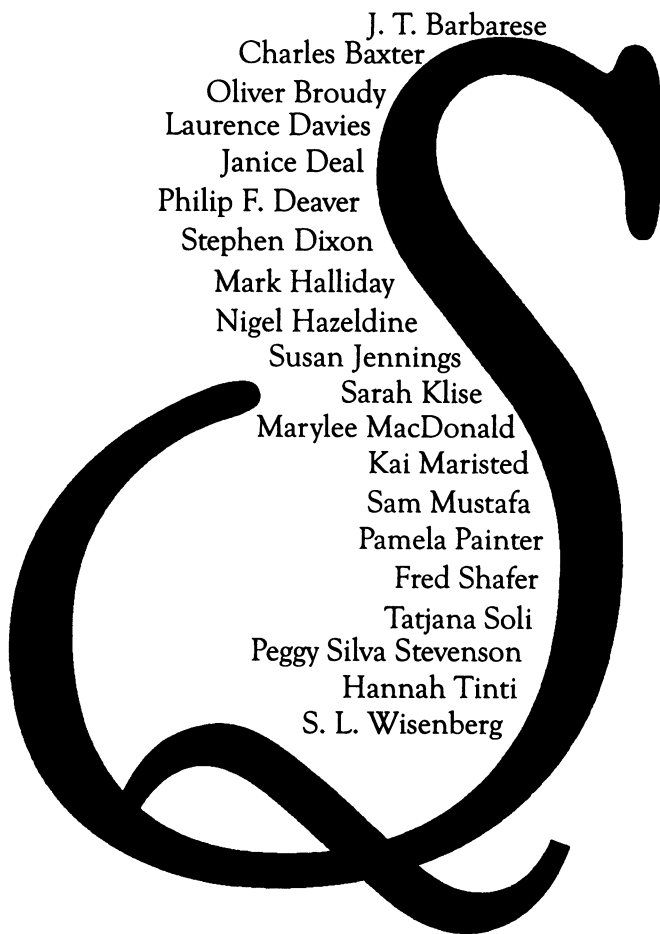 J. T. Barbarese
Charles Baxter
Oliver Broudy
Laurence Davies
Janice Deal
Philip F. Deaver
Stephen Dixon
Mark Halliday
Nigel Hazeldine
Susan Jennings
Sarah Klise
Marylee MacDonald
Kai Maristed
Sam Mustafa
Pamela Painter
Fred Shafer
Tatjana Soli
Peggy Silva Stevenson
Hannah Tinti
S. L. Wisenberg